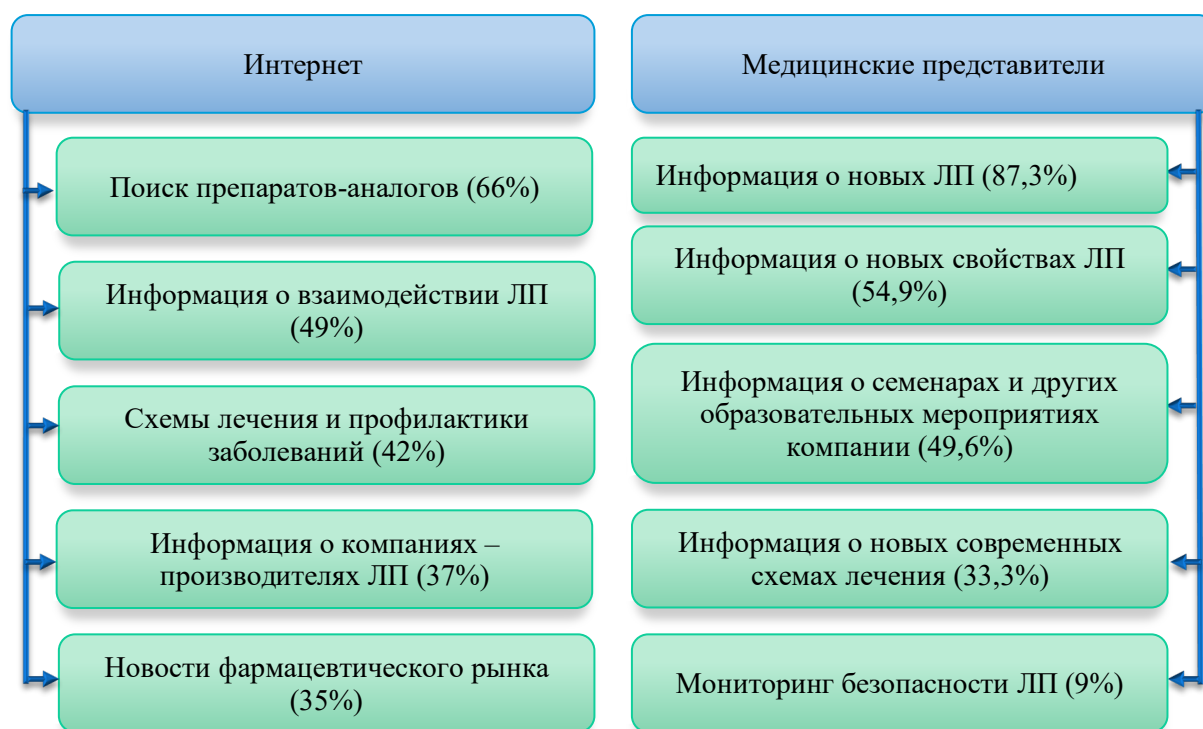 Интернет
Поиск препаратов-аналогов (66%)
Информация о взаимодействии ЛП
(49%)
Схемы лечения и профилактики
заболеваний (42%)
Информация о компаниях –
производителях ЛП (37%)
Новости фармацевтического рынка
(35%)
Медицинские представители
Информация о новых ЛП (87,3%)
Информация о новых свойствах ЛП
(54,9%)
Информация о семенарах и других
образовательных мероприятиях
компании (49,6%)
Информация о новых современных
схемах лечения (33,3%)
Мониторинг безопасности ЛП (9%)